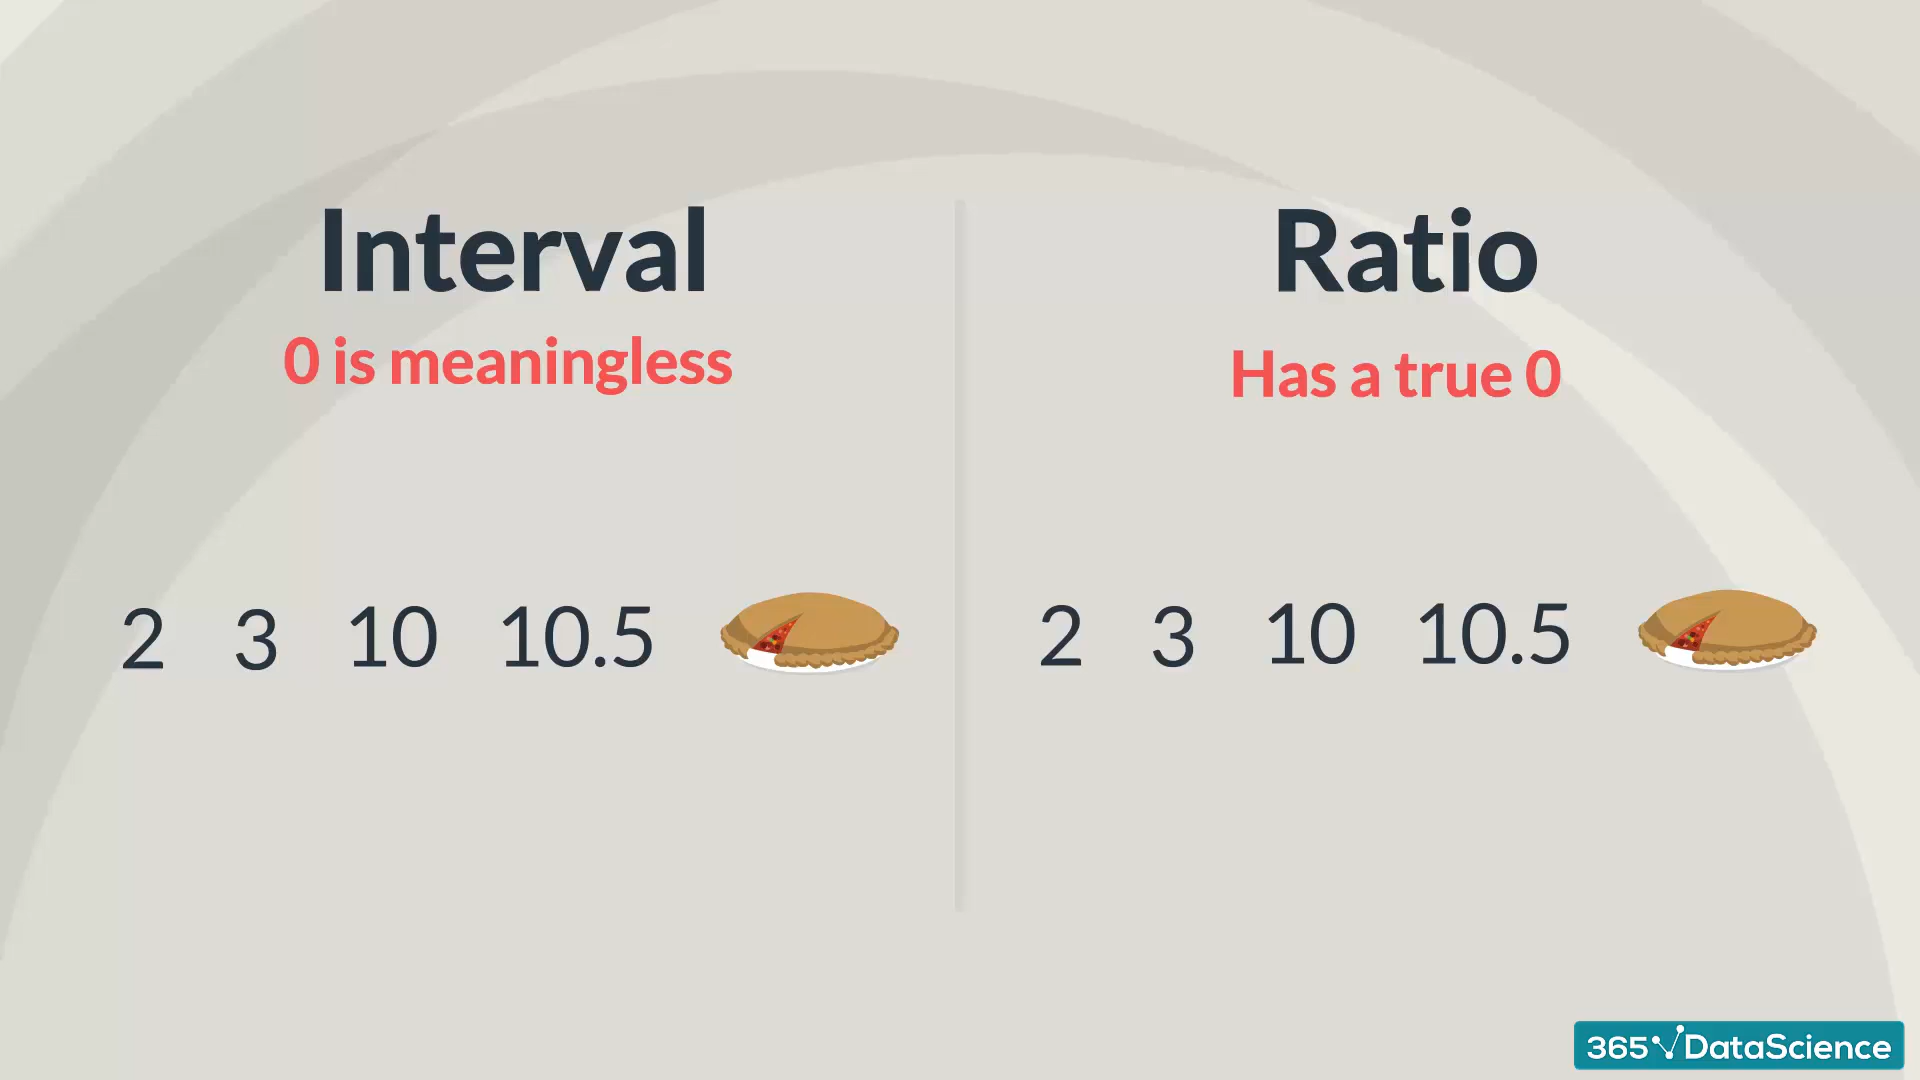 Interval
0 is meaningless
2 3 10 10.5
Ratio
Has a true 0
2 3 10 10.5
365 DataScience